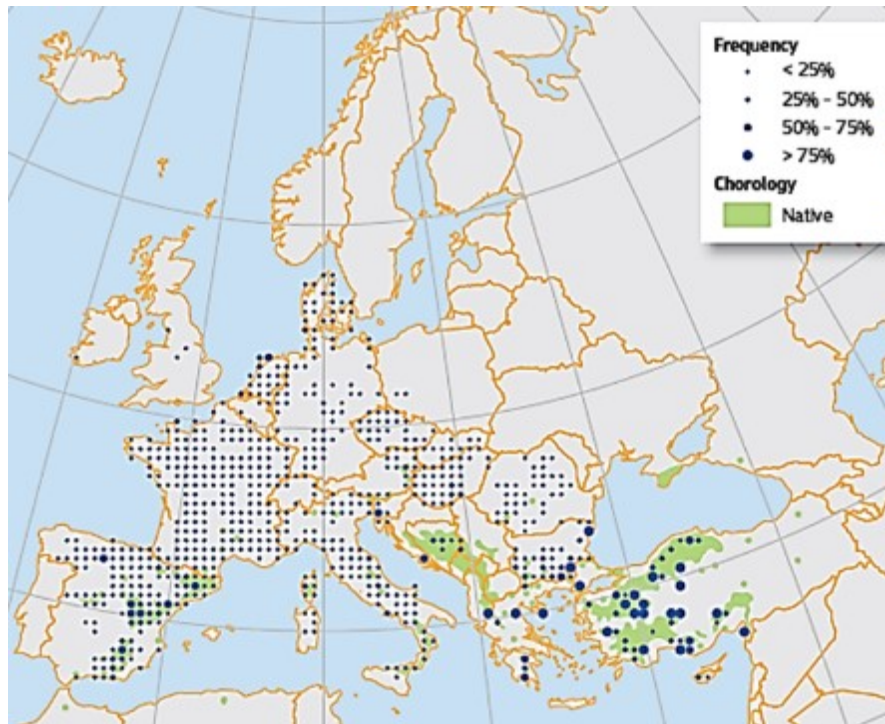 Frequency
< 25%
25% - 50%
50% - 75%
> 75%
Chorology
Native